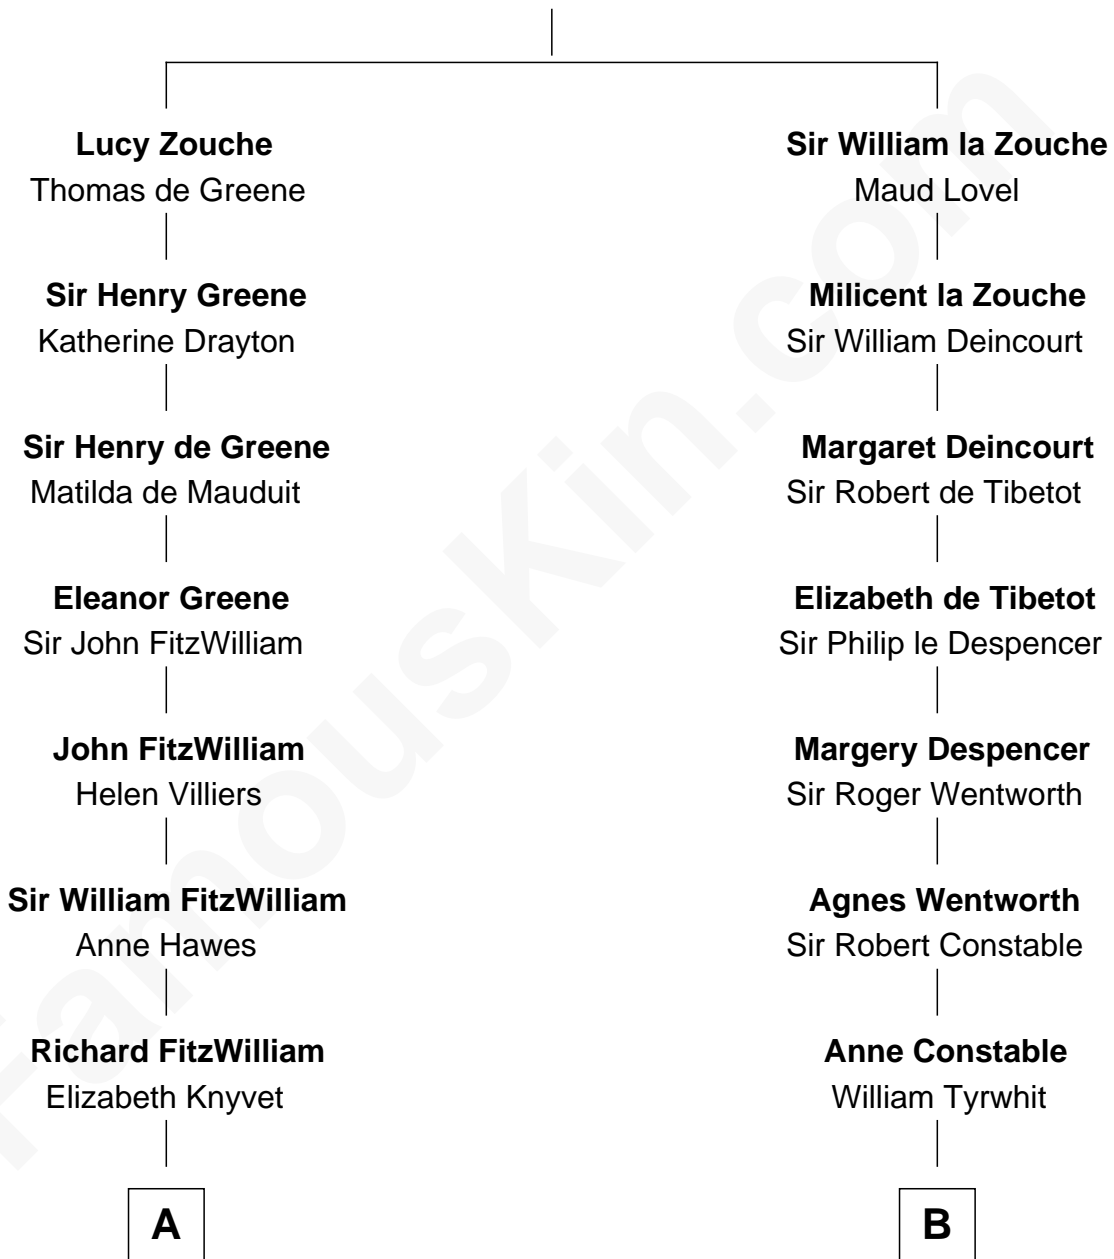 Lucy Zouche
Thomas de Greene
Sir Henry Greene
Katherine Drayton
Sir Henry de Greene
Matilda de Mauduit
Eleanor Greene
Sir John FitzWilliam
John FitzWilliam
Helen Villiers
Sir William FitzWilliam
Anne Hawes
Richard FitzWilliam
Elizabeth Knyvet
A
Sir William la Zouche
Maud Lovel
Milicent la Zouche
Sir William Deincourt
Margaret Deincourt
Sir Robert de Tibetot
Elizabeth de Tibetot
Sir Philip le Despencer
Margery Despencer
Sir Roger Wentworth
Agnes Wentworth
Sir Robert Constable
Anne Constable
William Tyrwhit
B
FamousKin.com